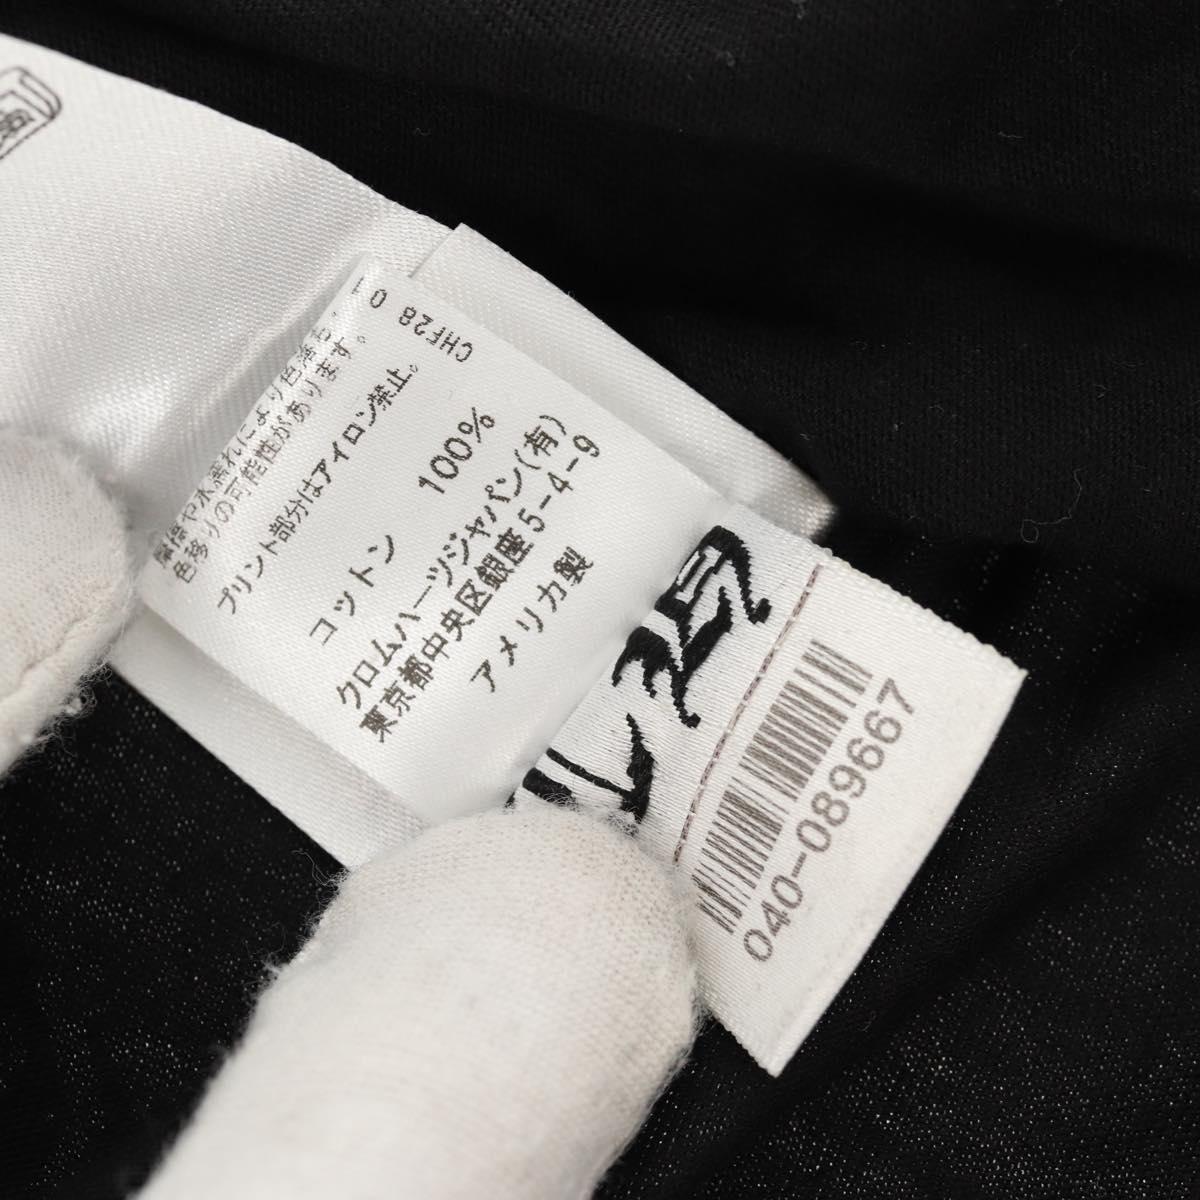 CHF28 01
摩擦や水濡れにより色落ち、
色移りの可能性があります。
プリント部分はアイロン禁止。
コットン 100%
クロムハーツジャパン(有)
東京都中央区銀座5-4-9
アメリカ製
040-089667